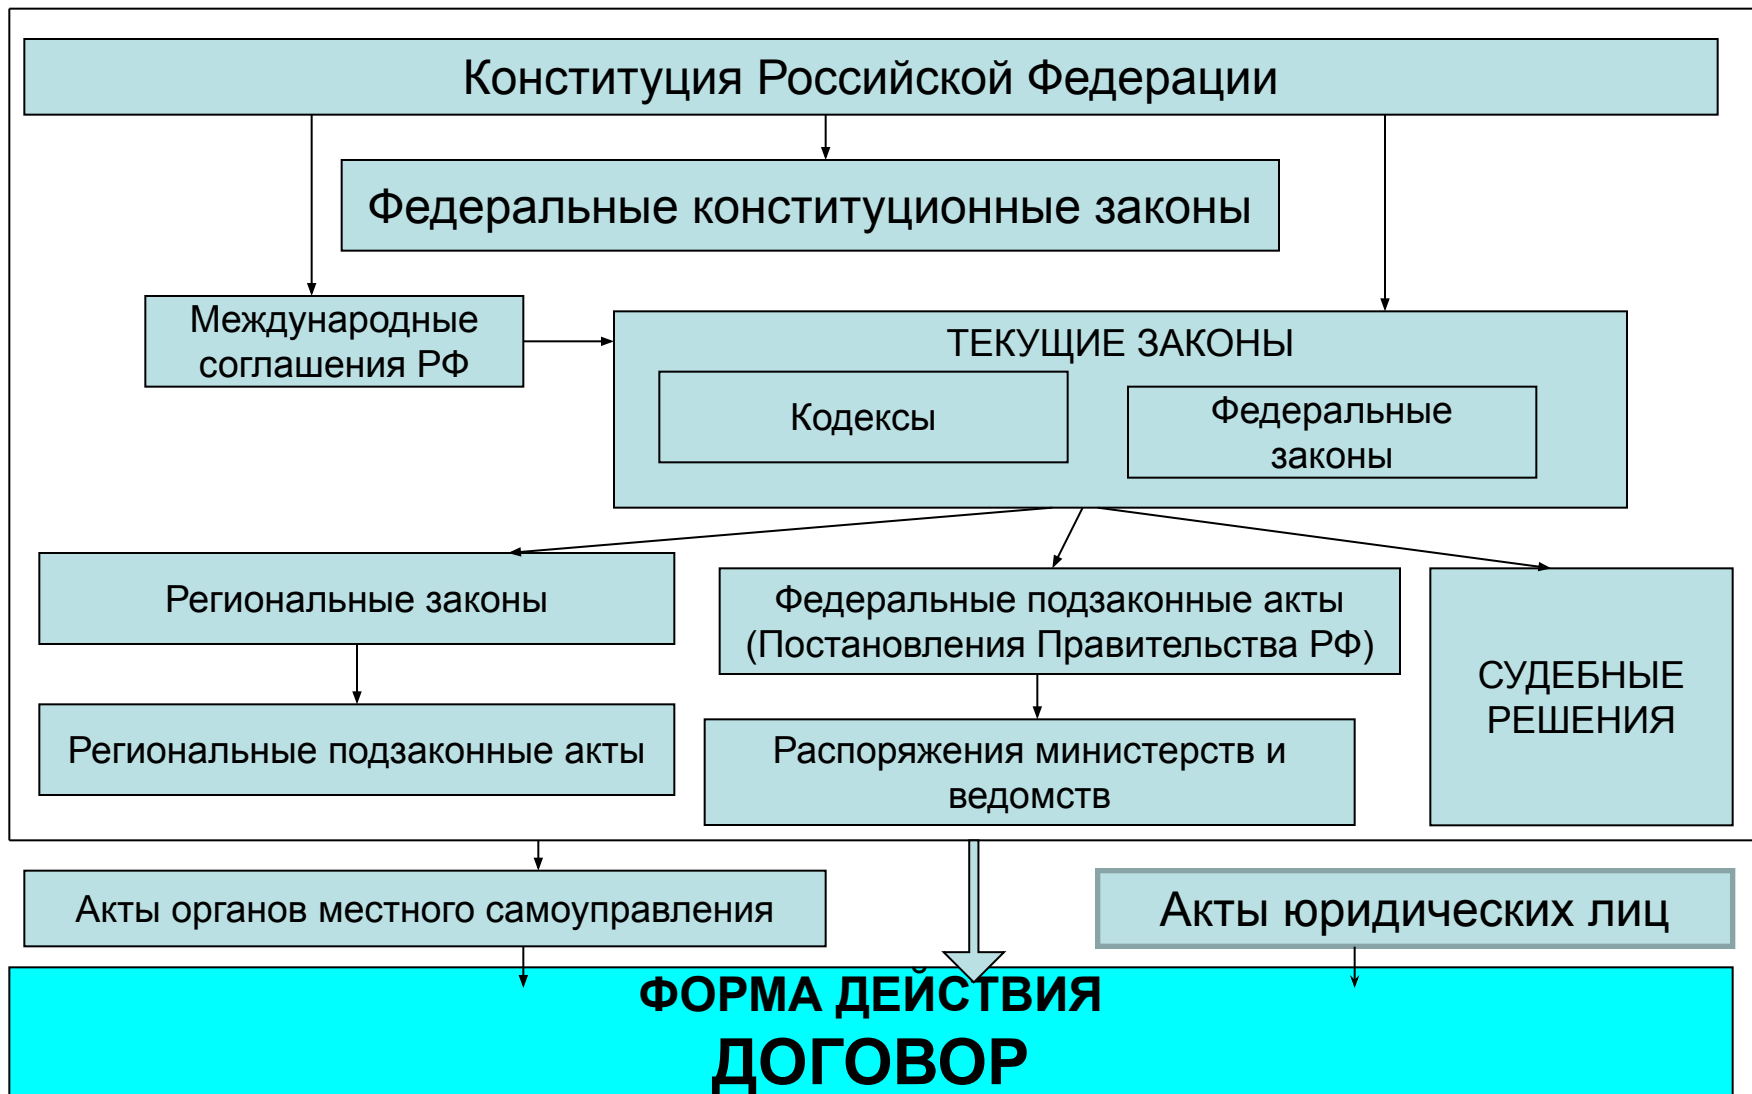 Конституция Российской Федерации
Федеральные конституционные законы
Международные
соглашения РФ
ТЕКУЩИЕ ЗАКОНЫ
Кодексы
Федеральные
законы
Региональные законы
Федеральные подзаконные акты
(Постановления Правительства РФ)
СУДЕБНЫЕ
РЕШЕНИЯ
Региональные подзаконные акты
Распоряжения министерств и
ведомств
Акты органов местного самоуправления
Акты юридических лиц
ФОРМА ДЕЙСТВИЯ
ДОГОВОР